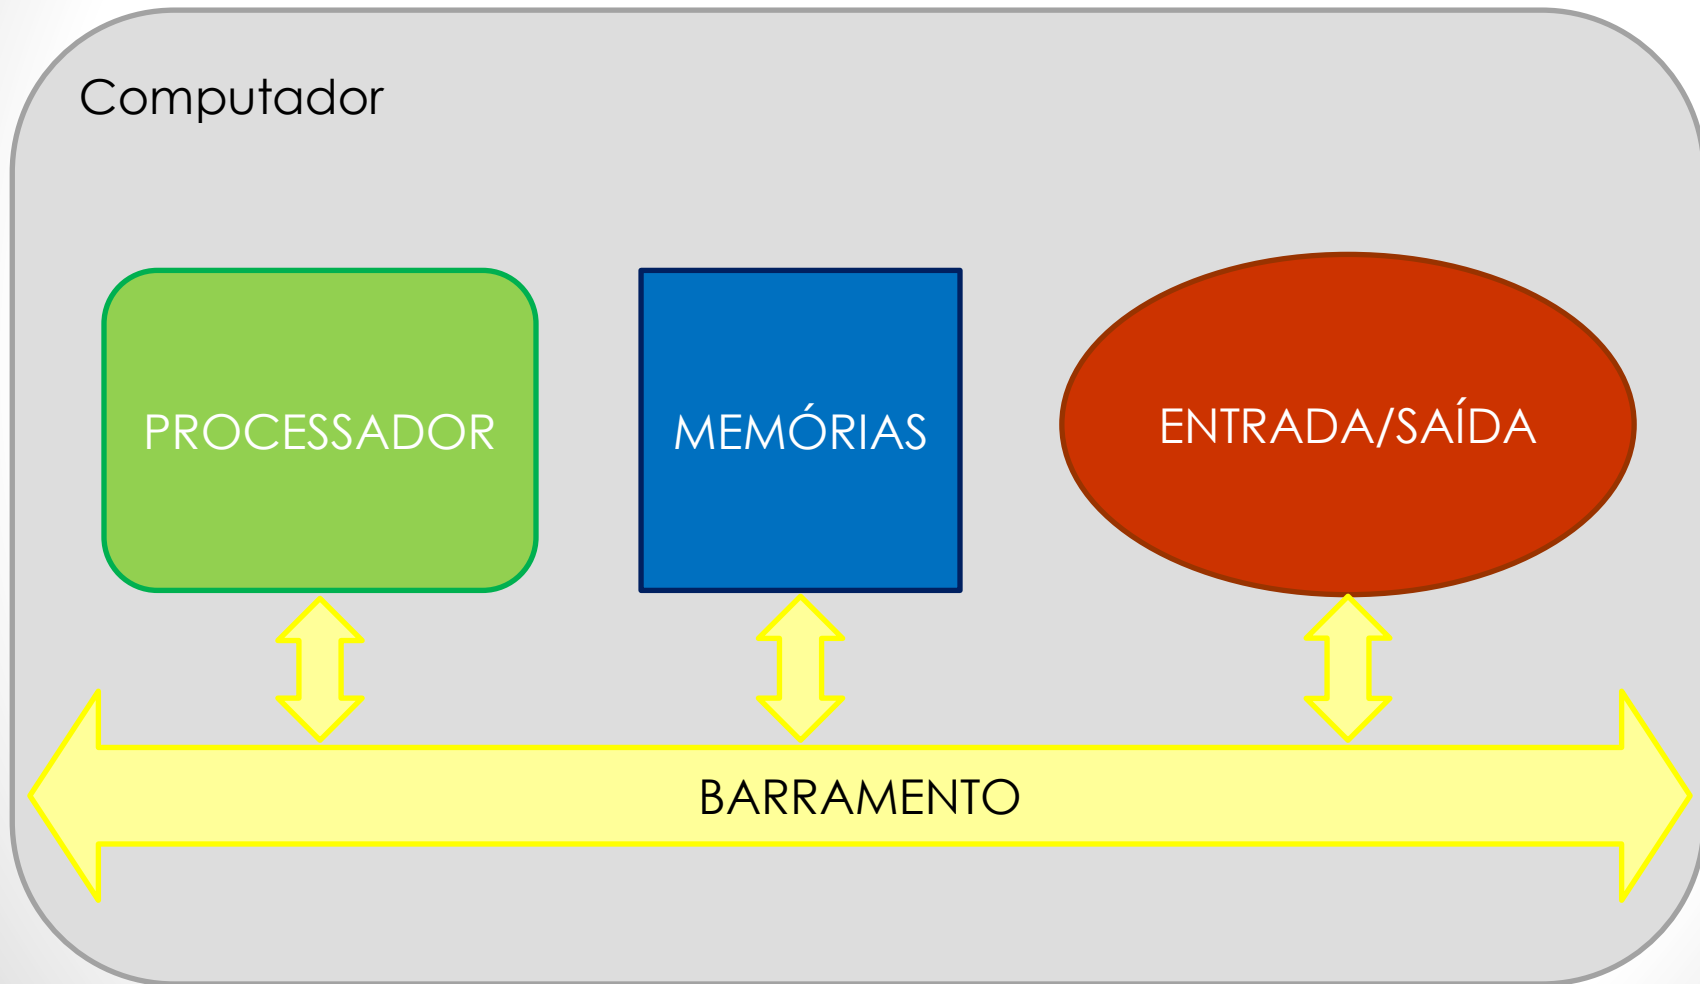 Computador
PROCESSADOR
MEMÓRIAS
ENTRADA/SAÍDA
BARRAMENTO